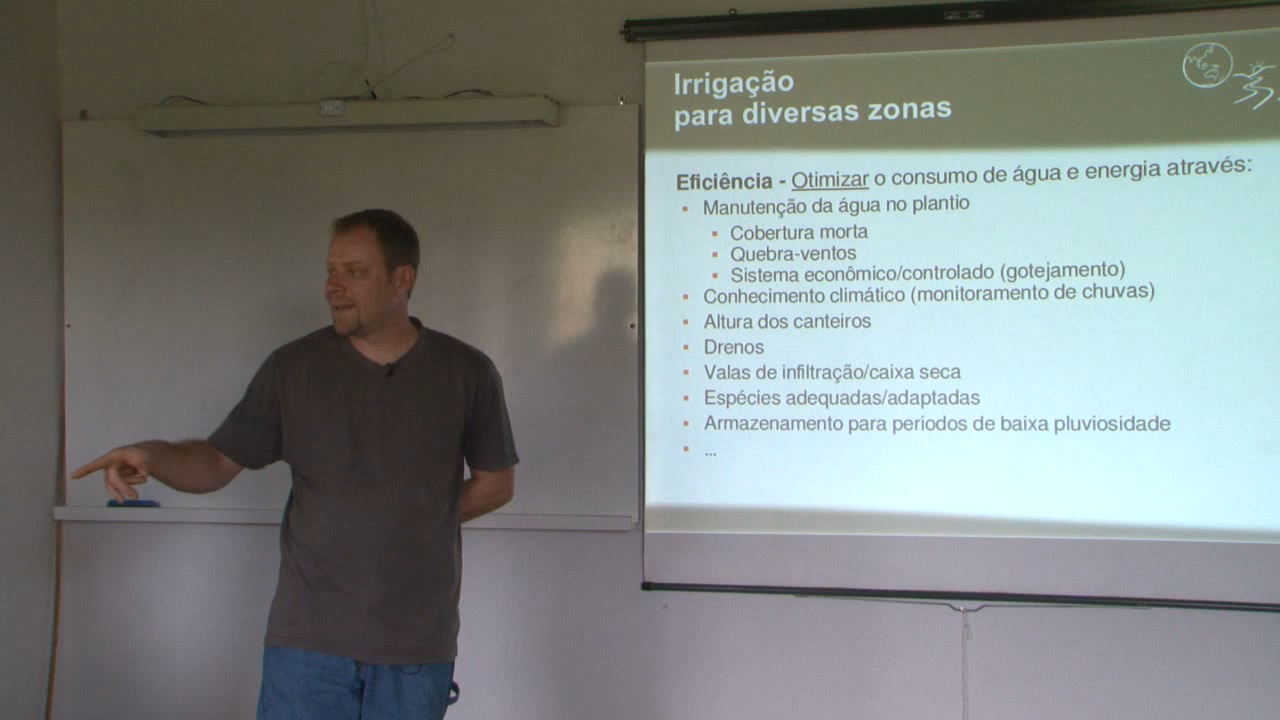 Irrigação
para diversas zonas
Eficiência - Otimizar o consumo de água e energia através:
Manutenção da água no plantio
Cobertura morta
Quebra-ventos
Sistema econômico/controlado (gotejamento)
Conhecimento climático (monitoramento de chuvas)
Altura dos canteiros
Drenos
Valas de infiltração/caixa seca
Espécies adequadas/adaptadas
Armazenamento para períodos de baixa pluviosidade
...